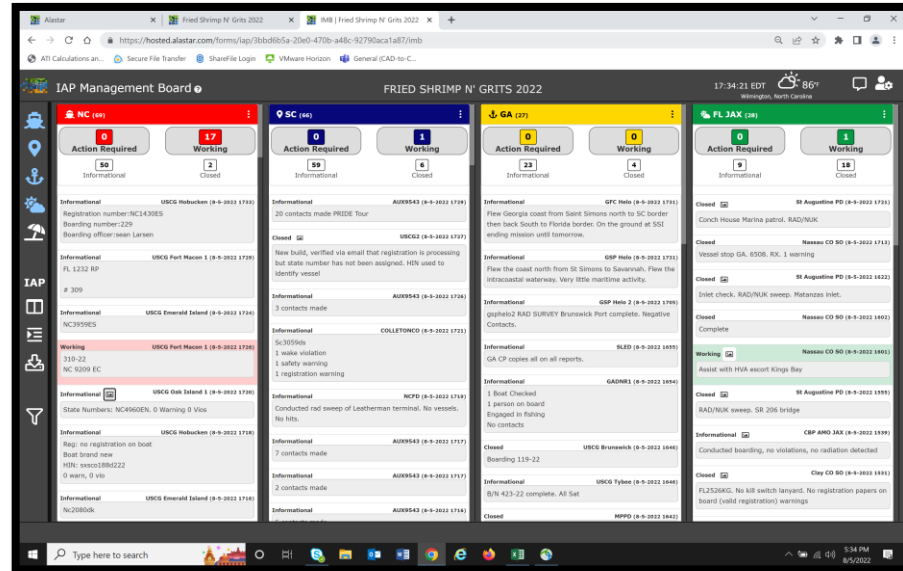 Alastar
Fried Shrimp N' Grits 2022
IMB | Fried Shrimp N' Grits 2022
https://hosted.alastar.com/forms/iap/3bbd6b5a-20e0-470b-a48c-92790aca1a87/imb
ATI Calculations an...
Secure File Transfer
ShareFile Login
VMware Horizon
General (CAD-to-C...
IAP Management Board
FRIED SHRIMP N' GRITS 2022
17:34:21 EDT
86°F
Wilmington, North Carolina
IAP
NC (69)
0
Action Required
17
Working
50
Informational
2
Closed
Informational USCG Hobucken (8-5-2022 1733)
Registration number:NC1430ES
Boarding number:229
Boarding officer:sean Larsen
Informational USCG Fort Macon 1 (8-5-2022 1729)
FL 1232 RP
# 309
Informational USCG Emerald Island (8-5-2022 1724)
NC3959ES
Working USCG Fort Macon 1 (8-5-2022 1720)
310-22
NC 9209 EC
Informational USCG Oak Island 1 (8-5-2022 1720)
State Numbers: NC4960EN. 0 Warning 0 Vios
Informational USCG Hobucken (8-5-2022 1718)
Reg: no registration on boat
Boat brand new
HIN: sxsco188d222
0 warn, 0 vio
Informational USCG Emerald Island (8-5-2022 1716)
Nc2080dk
SC (66)
0
Action Required
1
Working
59
Informational
6
Closed
Informational AUX9543 (8-5-2022 1729)
20 contacts made PRIDE Tour
Closed USCG2 (8-5-2022 1727)
New build, verified via email that registration is processing
but state number has not been assigned. HIN used to
identify vessel
Informational AUX9543 (8-5-2022 1726)
3 contacts made
Informational COLLETONCO (8-5-2022 1721)
Sc3059ds
1 wake violation
1 safety warning
1 registration warning
Informational NCPD (8-5-2022 1719)
Conducted rad sweep of Leatherman terminal. No vessels.
No hits.
Informational AUX9543 (8-5-2022 1717)
7 contacts made
Informational AUX9543 (8-5-2022 1717)
2 contacts made
Informational AUX9543 (8-5-2022 1716)
GA (27)
0
Action Required
0
Working
23
Informational
4
Closed
Informational GFC Helo (8-5-2022 1731)
Flew Georgia coast from Saint Simons north to SC border
then back South to Florida border. On the ground at SSI
ending mission until tomorrow.
Informational GSP Helo (8-5-2022 1731)
Flew the coast north from St Simons to Savannah. Flew the
intracoastal waterway. Very little maritime activity.
Informational GSP Helo 2 (8-5-2022 1705)
gsphelo2 RAD SURVEY Brunswick Port complete. Negative
Contacts.
Informational SLED (8-5-2022 1655)
GA CP copies all on all reports.
Informational GADNR1 (8-5-2022 1654)
1 Boat Checked
1 person on board
Engaged in fishing
No contacts
Closed USCG Brunswick (8-5-2022 1646)
Boarding 119-22
Informational USCG Tybee (8-5-2022 1646)
B/N 423-22 complete. All Sat
Closed MPPD (8-5-2022 1642)
FL JAX (28)
0
Action Required
1
Working
9
Informational
18
Closed
Closed St Augustine PD (8-5-2022 1721)
Conch House Marina patrol. RAD/NUK
Closed Nassau CO SO (8-5-2022 1713)
Vessel stop GA. 6508. RX. 1 warning
Closed St Augustine PD (8-5-2022 1622)
Inlet check. RAD/NUK sweep. Matanzas inlet.
Closed Nassau CO SO (8-5-2022 1602)
Complete
Working Nassau CO SO (8-5-2022 1601)
Assist with HVA escort Kings Bay
Closed St Augustine PD (8-5-2022 1555)
RAD/NUK sweep. SR 206 bridge
Informational CBP AMO JAX (8-5-2022 1539)
Conducted boarding, no violations, no radiation detected
Closed Clay CO SO (8-5-2022 1531)
FL2526KG. No kill switch lanyard. No registration papers on
board (valid registration) warnings
Type here to search
5:34 PM
8/5/2022